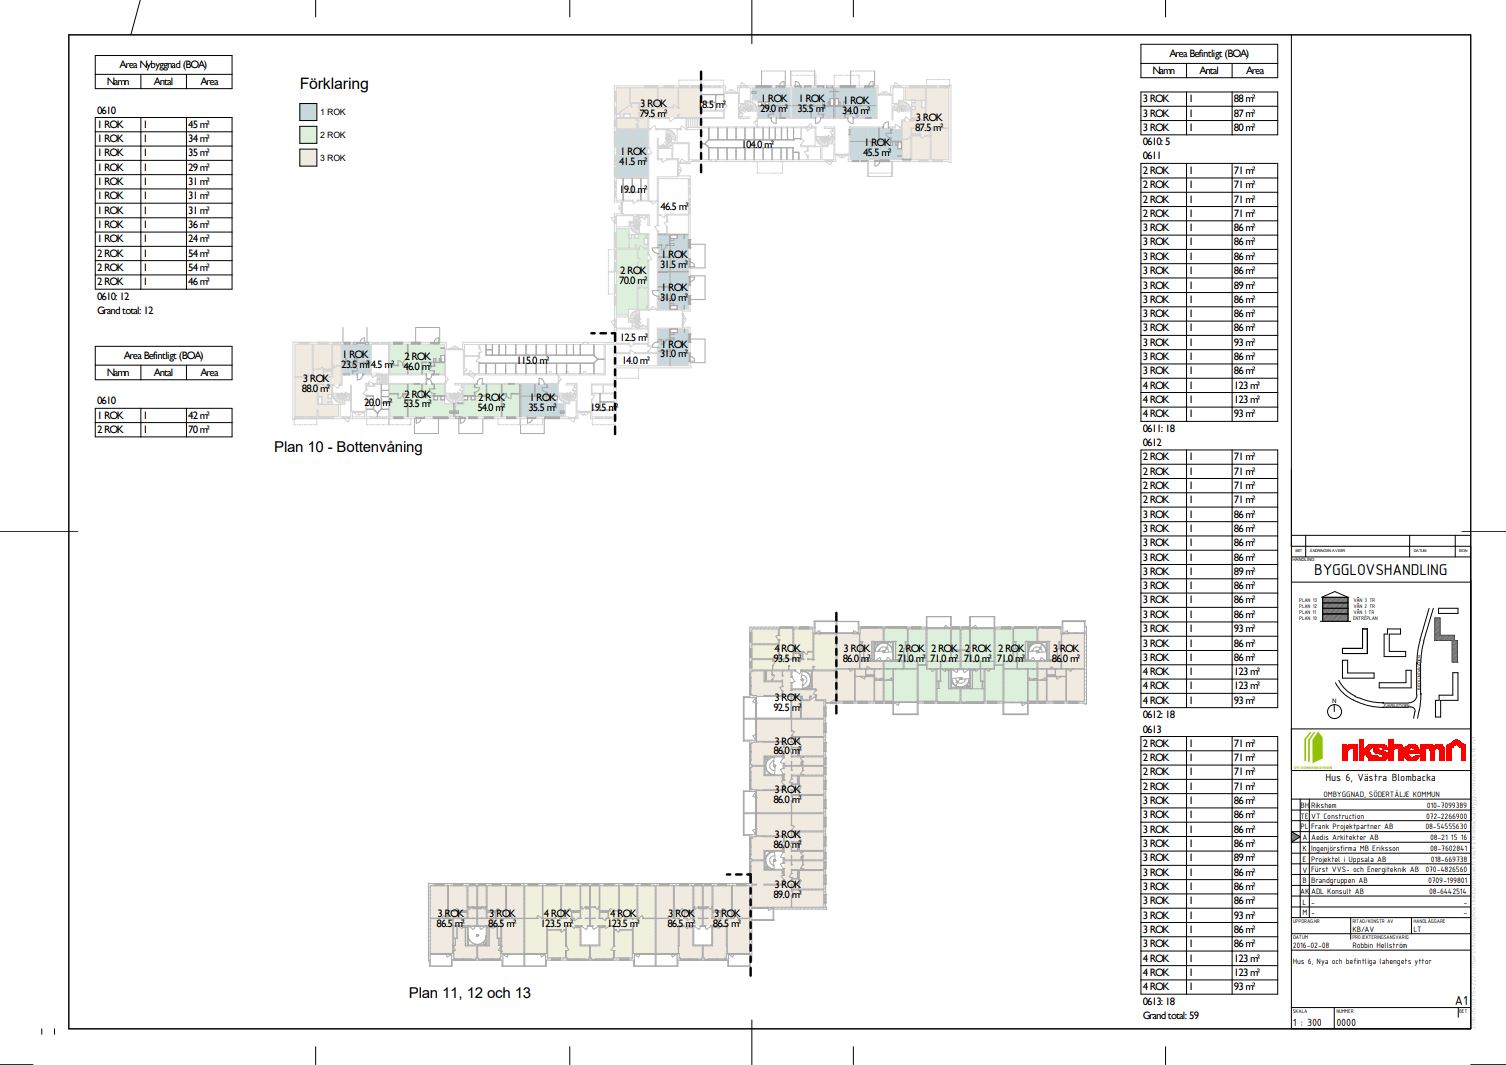 Area Nybyggnad (BOA)
Namn Antal Area
0610
1 ROK 1 45 m²
1 ROK 1 34 m²
1 ROK 1 35 m²
1 ROK 1 29 m²
1 ROK 1 31 m²
1 ROK 1 31 m²
1 ROK 1 31 m²
1 ROK 1 36 m²
1 ROK 1 24 m²
2 ROK 1 54 m²
2 ROK 1 54 m²
2 ROK 1 46 m²
0610: 12
Grand total: 12
Area Befintligt (BOA)
Namn Antal Area
0610
1 ROK 1 42 m²
2 ROK 1 70 m²
Förklaring
1 ROK
2 ROK
3 ROK
3 ROK
79.5 m²
8.5 m²
1 ROK
29.0 m²
1 ROK
35.5 m²
1 ROK
34.0 m²
3 ROK
87.5 m²
104.0 m²
1 ROK
45.5 m²
1 ROK
41.5 m²
19.0 m²
46.5 m²
1 ROK
31.5 m²
2 ROK
70.0 m²
1 ROK
31.0 m²
12.5 m²
14.0 m²
1 ROK
31.0 m²
1 ROK
23.5 m²
14.5 m²
2 ROK
46.0 m²
115.0 m²
3 ROK
88.0 m²
20.0 m²
2 ROK
53.5 m²
2 ROK
54.0 m²
1 ROK
35.5 m²
19.5 m²
Plan 10 - Bottenvåning
4 ROK
93.5 m²
3 ROK
86.0 m²
2 ROK
71.0 m²
2 ROK
71.0 m²
2 ROK
71.0 m²
2 ROK
71.0 m²
3 ROK
86.0 m²
3 ROK
92.5 m²
3 ROK
86.0 m²
3 ROK
86.0 m²
3 ROK
86.0 m²
3 ROK
89.0 m²
3 ROK
86.5 m²
3 ROK
86.5 m²
4 ROK
123.5 m²
4 ROK
123.5 m²
3 ROK
86.5 m²
3 ROK
86.5 m²
Plan 11, 12 och 13
Area Befintligt (BOA)
Namn Antal Area
3 ROK 1 88 m²
3 ROK 1 87 m²
3 ROK 1 80 m²
0610: 5
0611
2 ROK 1 71 m²
2 ROK 1 71 m²
2 ROK 1 71 m²
2 ROK 1 71 m²
3 ROK 1 86 m²
3 ROK 1 86 m²
3 ROK 1 86 m²
3 ROK 1 86 m²
3 ROK 1 89 m²
3 ROK 1 86 m²
3 ROK 1 86 m²
3 ROK 1 86 m²
3 ROK 1 93 m²
3 ROK 1 86 m²
3 ROK 1 86 m²
4 ROK 1 123 m²
4 ROK 1 123 m²
4 ROK 1 93 m²
0611: 18
0612
2 ROK 1 71 m²
2 ROK 1 71 m²
2 ROK 1 71 m²
2 ROK 1 71 m²
3 ROK 1 86 m²
3 ROK 1 86 m²
3 ROK 1 86 m²
3 ROK 1 86 m²
3 ROK 1 89 m²
3 ROK 1 86 m²
3 ROK 1 86 m²
3 ROK 1 86 m²
3 ROK 1 93 m²
3 ROK 1 86 m²
3 ROK 1 86 m²
4 ROK 1 123 m²
4 ROK 1 123 m²
4 ROK 1 93 m²
0612: 18
0613
2 ROK 1 71 m²
2 ROK 1 71 m²
2 ROK 1 71 m²
2 ROK 1 71 m²
3 ROK 1 86 m²
3 ROK 1 86 m²
3 ROK 1 86 m²
3 ROK 1 86 m²
3 ROK 1 89 m²
3 ROK 1 86 m²
3 ROK 1 86 m²
3 ROK 1 86 m²
3 ROK 1 93 m²
3 ROK 1 86 m²
3 ROK 1 86 m²
4 ROK 1 123 m²
4 ROK 1 123 m²
4 ROK 1 93 m²
0613: 18
Grand total: 59
BET ÄNDRINGEN AVSER DATUM SIGN
HANDLING
BYGGLOVSHANDLING
PLAN 13 VÅN 3 TR
PLAN 12 VÅN 2 TR
PLAN 11 VÅN 1 TR
PLAN 10 ENTRÉPLAN
N
rikshem
Hus 6, Västra Blombacka
OMBYGGNAD, SÖDERTÄLJE KOMMUN
BH Rikshem 010-7099389
TE VT Construction 072-2266900
PL Frank Projektpartner AB 08-54555630
A Aedis Arkitekter AB 08-21 15 16
K Ingenjörsfirma MB Eriksson 08-7602841
E Projektel i Uppsala AB 018-669738
V Fürst VVS- och Energiteknik AB 070-4826560
B Brandgruppen AB 0709-199801
AK ADL Konsult AB 08-6442514
L - -
M - -
UPPDRAGNR RITAD/KONSTR AV HANDLÄGGARE
KB/AV LT
DATUM PROJEKTERINGSANSVARIG
2016-02-08 Robbin Hellström
Hus 6, Nya och befintliga lahengets yttor
A1
SKALA NUMMER BET
1 : 300 0000